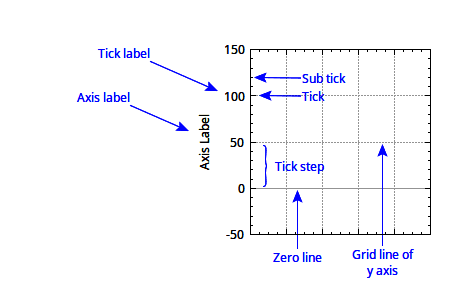 Tick label
150
Sub tick
Axis label
100
Tick
Axis Label
50
Tick step
0
-50
Zero line
Grid line of
y axis